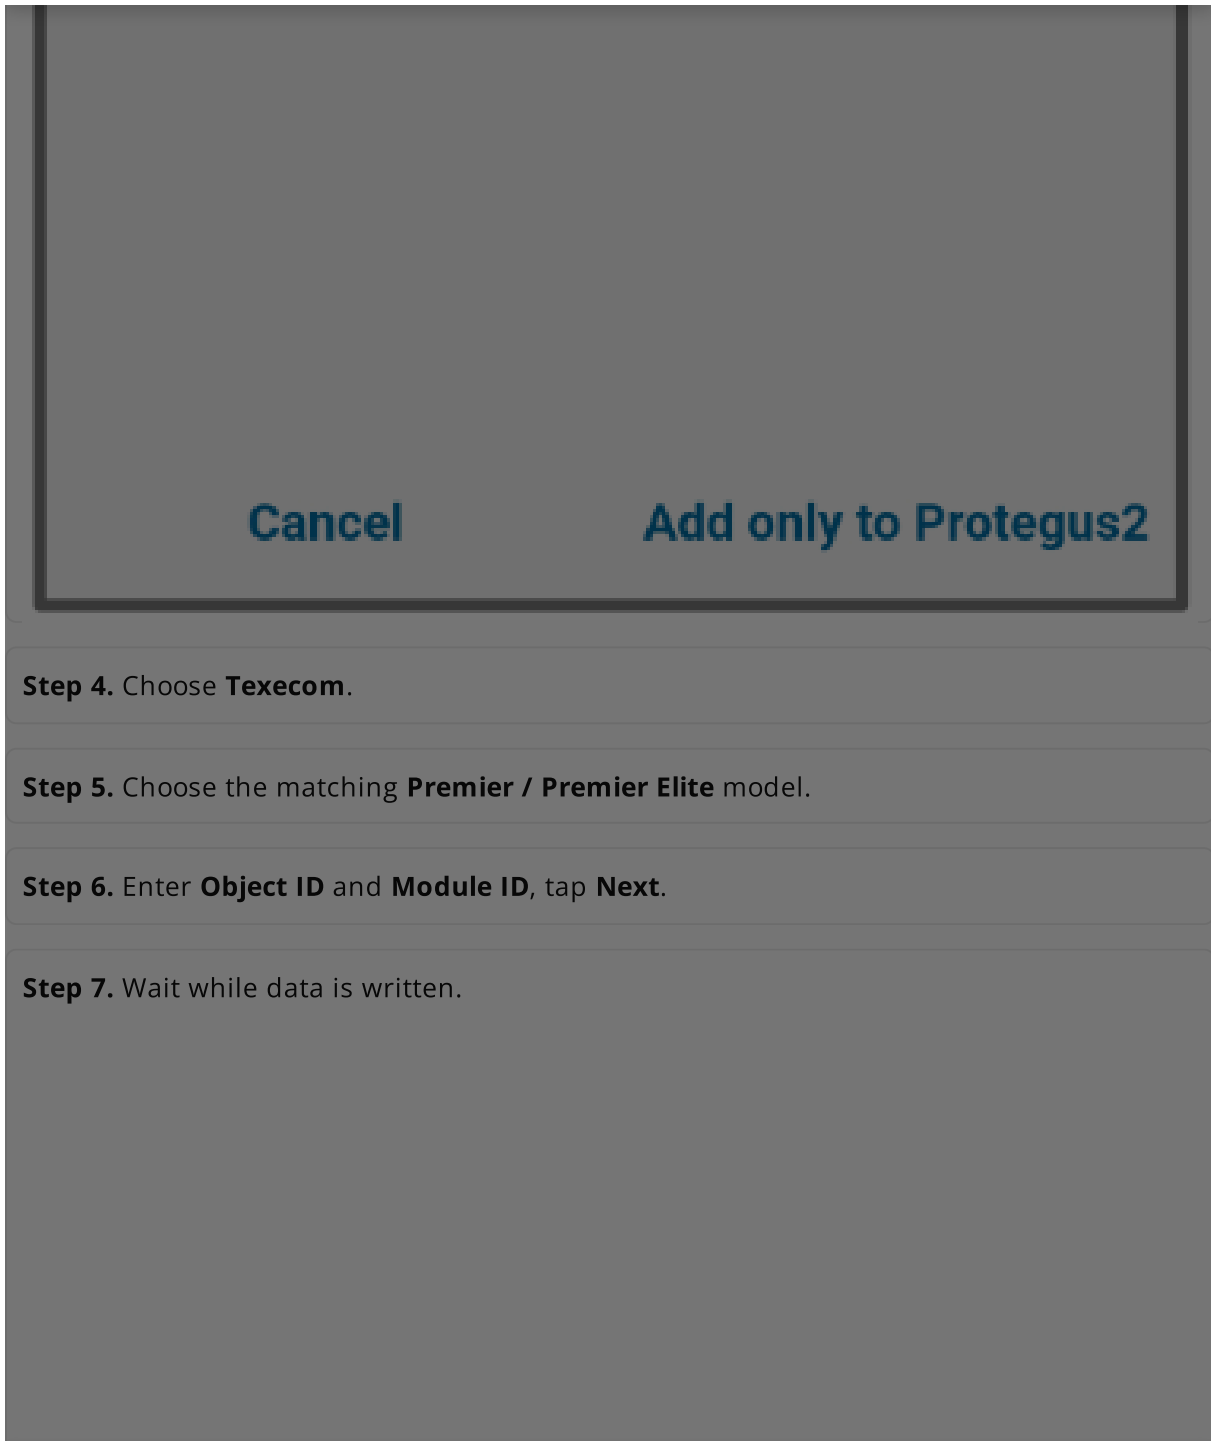 Cancel Add only to Protegus2
Step 4. Choose Texecom.
Step 5. Choose the matching Premier / Premier Elite model.
Step 6. Enter Object ID and Module ID, tap Next.
Step 7. Wait while data is written.